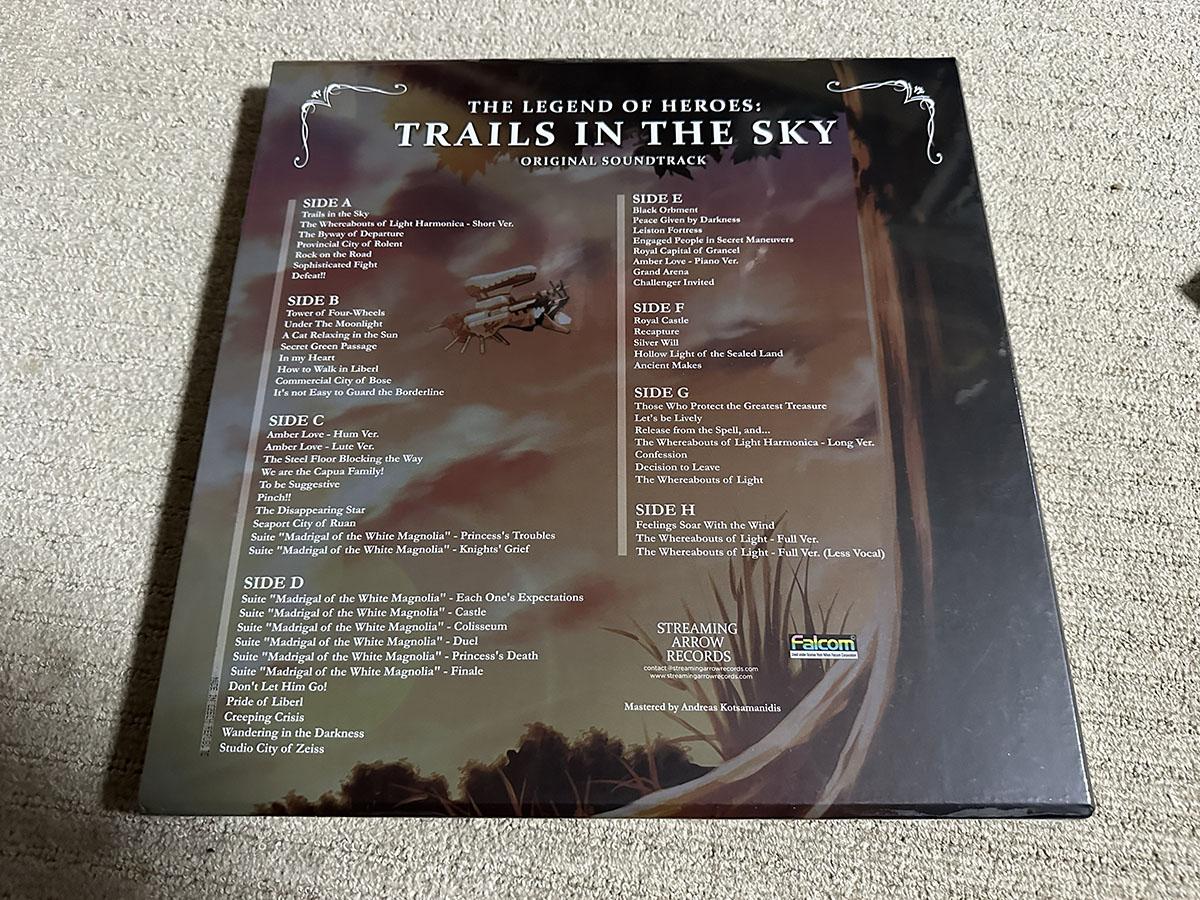 THE LEGEND OF HEROES:
TRAILS IN THE SKY
ORIGINAL SOUNDTRACK
SIDE A
Trails in the Sky
The Whereabouts of Light Harmonica - Short Ver.
The Byway of Departure
Provincial City of Rolent
Rock on the Road
Sophisticated Fight
Defeat!!
SIDE B
Tower of Four-Wheels
Under The Moonlight
A Cat Relaxing in the Sun
Secret Green Passage
In my Heart
How to Walk in Liberl
Commercial City of Bose
It's not Easy to Guard the Borderline
SIDE C
Amber Love - Hum Ver.
Amber Love - Lute Ver.
The Steel Floor Blocking the Way
We are the Capua Family!
To be Suggestive
Pinch!!
The Disappearing Star
Seaport City of Ruan
Suite "Madrigal of the White Magnolia" - Princess's Troubles
Suite "Madrigal of the White Magnolia" - Knights' Grief
SIDE D
Suite "Madrigal of the White Magnolia" - Each One's Expectations
Suite "Madrigal of the White Magnolia" - Castle
Suite "Madrigal of the White Magnolia" - Colisseum
Suite "Madrigal of the White Magnolia" - Duel
Suite "Madrigal of the White Magnolia" - Princess's Death
Suite "Madrigal of the White Magnolia" - Finale
Don't Let Him Go!
Pride of Liberl
Creeping Crisis
Wandering in the Darkness
Studio City of Zeiss
SIDE E
Black Orbment
Peace Given by Darkness
Leiston Fortress
Engaged People in Secret Maneuvers
Royal Capital of Grancel
Amber Love - Piano Ver.
Grand Arena
Challenger Invited
SIDE F
Royal Castle
Recapture
Silver Will
Hollow Light of the Sealed Land
Ancient Makes
SIDE G
Those Who Protect the Greatest Treasure
Let's be Lively
Release from the Spell, and...
The Whereabouts of Light Harmonica - Long Ver.
Confession
Decision to Leave
The Whereabouts of Light
SIDE H
Feelings Soar With the Wind
The Whereabouts of Light - Full Ver.
The Whereabouts of Light - Full Ver. (Less Vocal)
STREAMING
ARROW
RECORDS
contact@streamingarrowrecords.com
www.streamingarrowrecords.com
Falcom
Mastered by Andreas Kotsamanidis